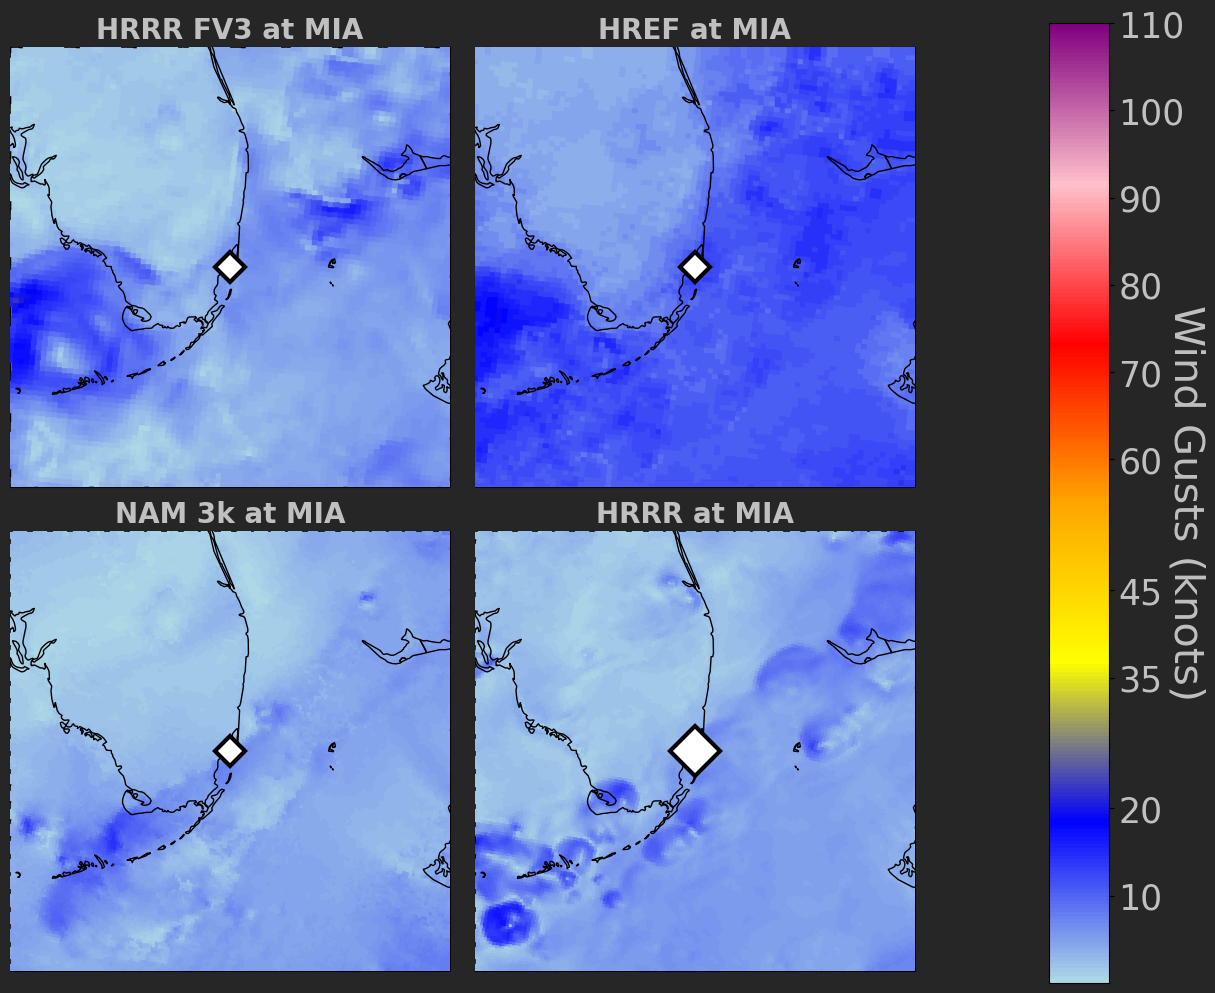 HRRR FV3 at MIA
HREF at MIA
NAM 3k at MIA
HRRR at MIA
110
100
90
80
70
60
45
35
20
10
Wind Gusts (knots)